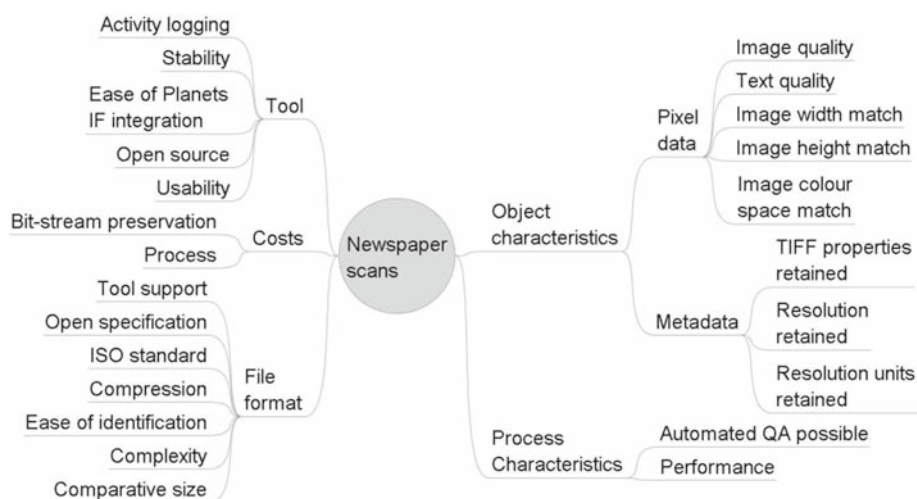 Activity logging
Stability
Ease of Planets
IF integration
Open source
Usability
Tool
Bit-stream preservation
Process
Costs
Tool support
Open specification
ISO standard
Compression
Ease of identification
Complexity
Comparative size
File
format
Newspaper
scans
Object
characteristics
Pixel
data
Image quality
Text quality
Image width match
Image height match
Image colour
space match
Metadata
TIFF properties
retained
Resolution
retained
Resolution units
retained
Process
Characteristics
Automated QA possible
Performance